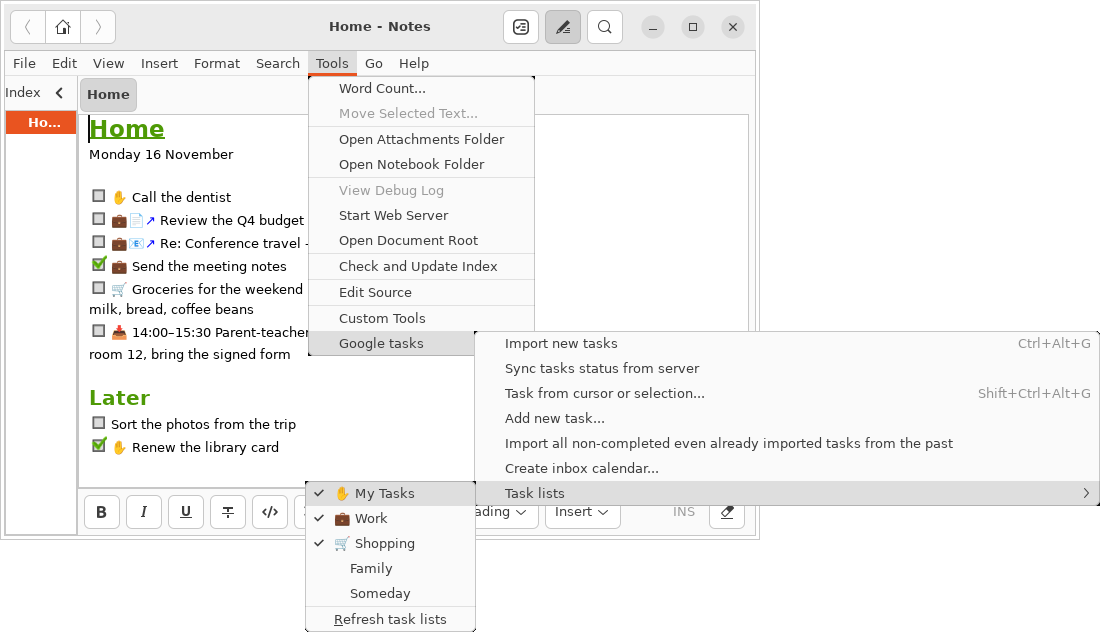 Home - Notes
File Edit View Insert Format Search Tools Go Help
Index
Home
Ho...
Home
Monday 16 November
Call the dentist
Review the Q4 budget
Re: Conference travel -
Send the meeting notes
Groceries for the weekend
milk, bread, coffee beans
14:00–15:30 Parent-teacher
room 12, bring the signed form
Later
Sort the photos from the trip
Renew the library card
Word Count...
Move Selected Text...
Open Attachments Folder
Open Notebook Folder
View Debug Log
Start Web Server
Open Document Root
Check and Update Index
Edit Source
Custom Tools
Google tasks
Import new tasks Ctrl+Alt+G
Sync tasks status from server
Task from cursor or selection... Shift+Ctrl+Alt+G
Add new task...
Import all non-completed even already imported tasks from the past
Create inbox calendar...
Task lists
My Tasks
Work
Shopping
Family
Someday
Refresh task lists
B I U T </> ading Insert INS